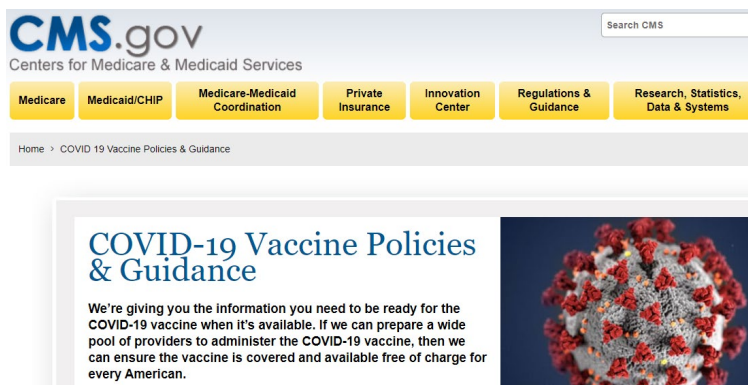 CMS.gov
Search CMS
Centers for Medicare & Medicaid Services
Medicare
Medicaid/CHIP
Medicare-Medicaid
Coordination
Private
Insurance
Innovation
Center
Regulations &
Guidance
Research, Statistics,
Data & Systems
Home > COVID 19 Vaccine Policies & Guidance
COVID-19 Vaccine Policies
& Guidance
We're giving you the information you need to be ready for the
COVID-19 vaccine when it's available. If we can prepare a wide
pool of providers to administer the COVID-19 vaccine, then we
can ensure the vaccine is covered and available free of charge for
every American.